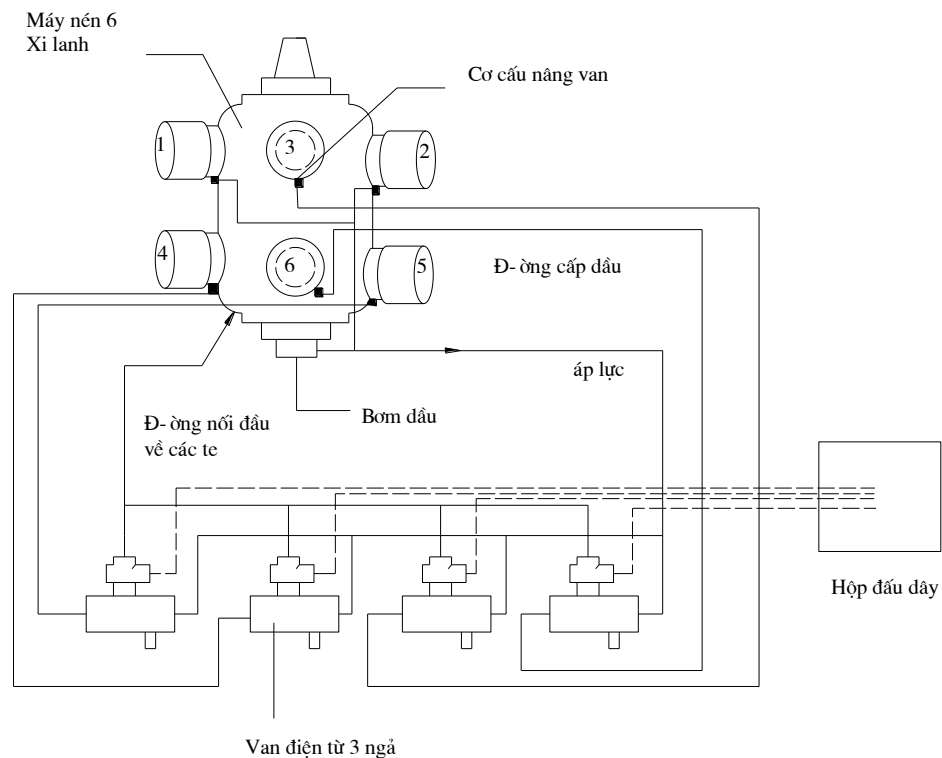 Máy nén 6
Xi lanh
Cơ cấu nâng van
1
3
2
4
6
5
Đ- ờng cấp dầu
áp lực
Bơm dầu
Đ- ờng nối đầu
về các te
Hộp đấu dây
Van điện từ 3 ngả